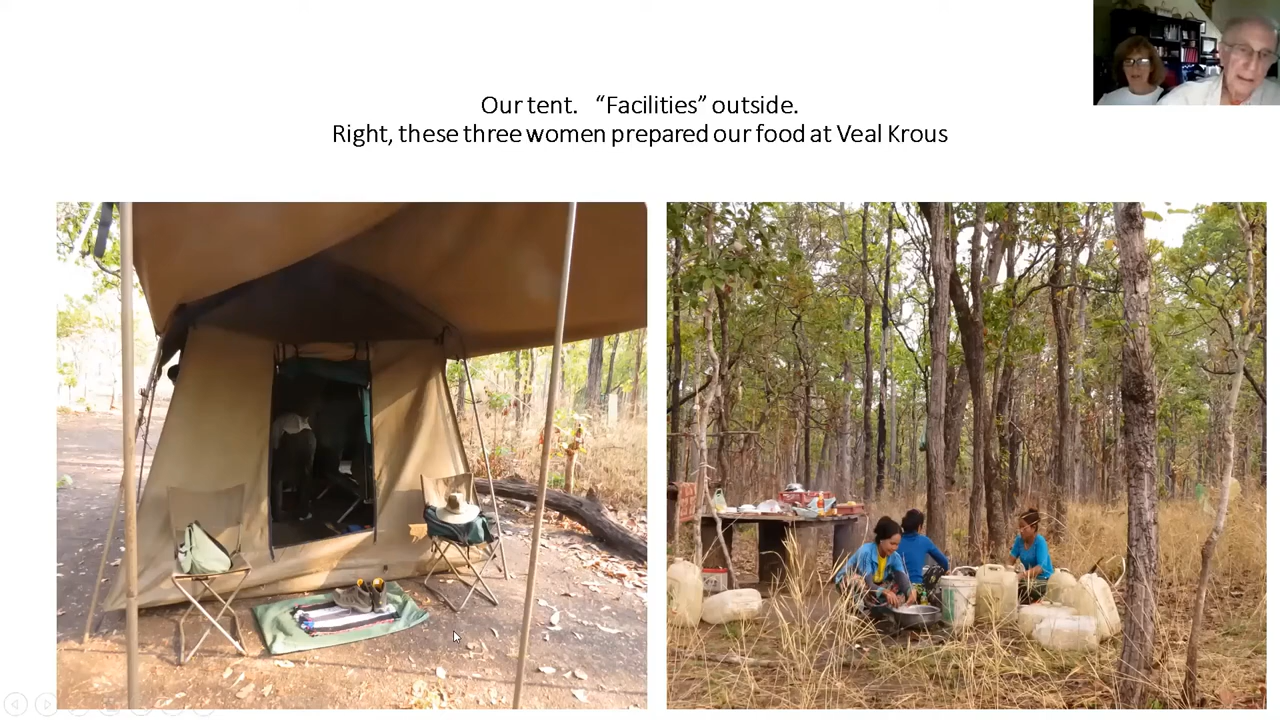 Our tent.   “Facilities” outside.
Right, these three women prepared our food at Veal Krous